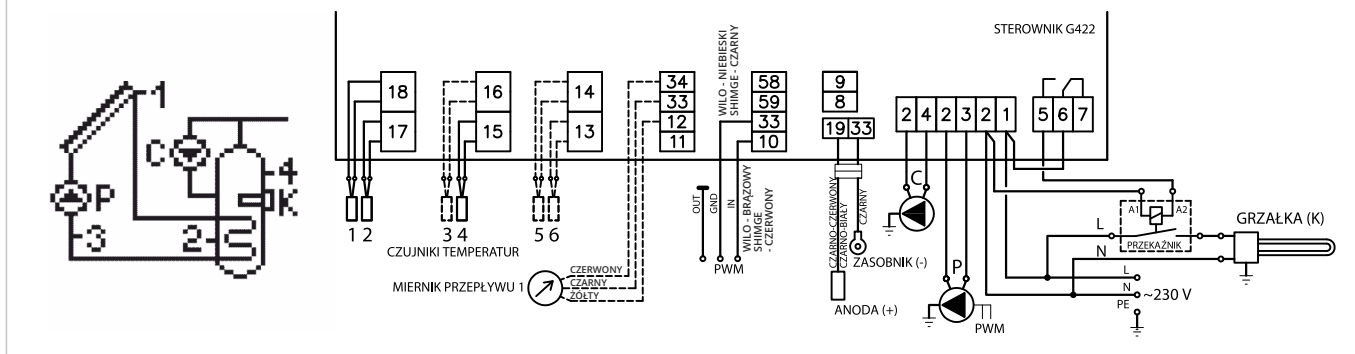 STEROWNIK G422
1
C
4
P
K
3
2
18
17
16
15
14
13
34
33
12
11
WILO - NIEBIESKI
SHIMGE - CZARNY
58
59
33
10
9
8
19 33
2 4 2 3 2 1
5 6 7
1 2
3 4
5 6
CZUJNIKI TEMPERATUR
MIERNIK PRZEPŁYWU 1
CZERWONY
CZARNY
ŻÓŁTY
OUT
GND
IN
PWM
WILO - BRĄZOWY
SHIMGE
- CZERWONY
CZARNO-CZERWONY
CZARNO-BIAŁY
CZARNY
ZASOBNIK (-)
ANODA (+)
C
P
PWM
A1
A2
PRZEKAŹNIK
GRZAŁKA (K)
L
N
L
N
PE
~230 V